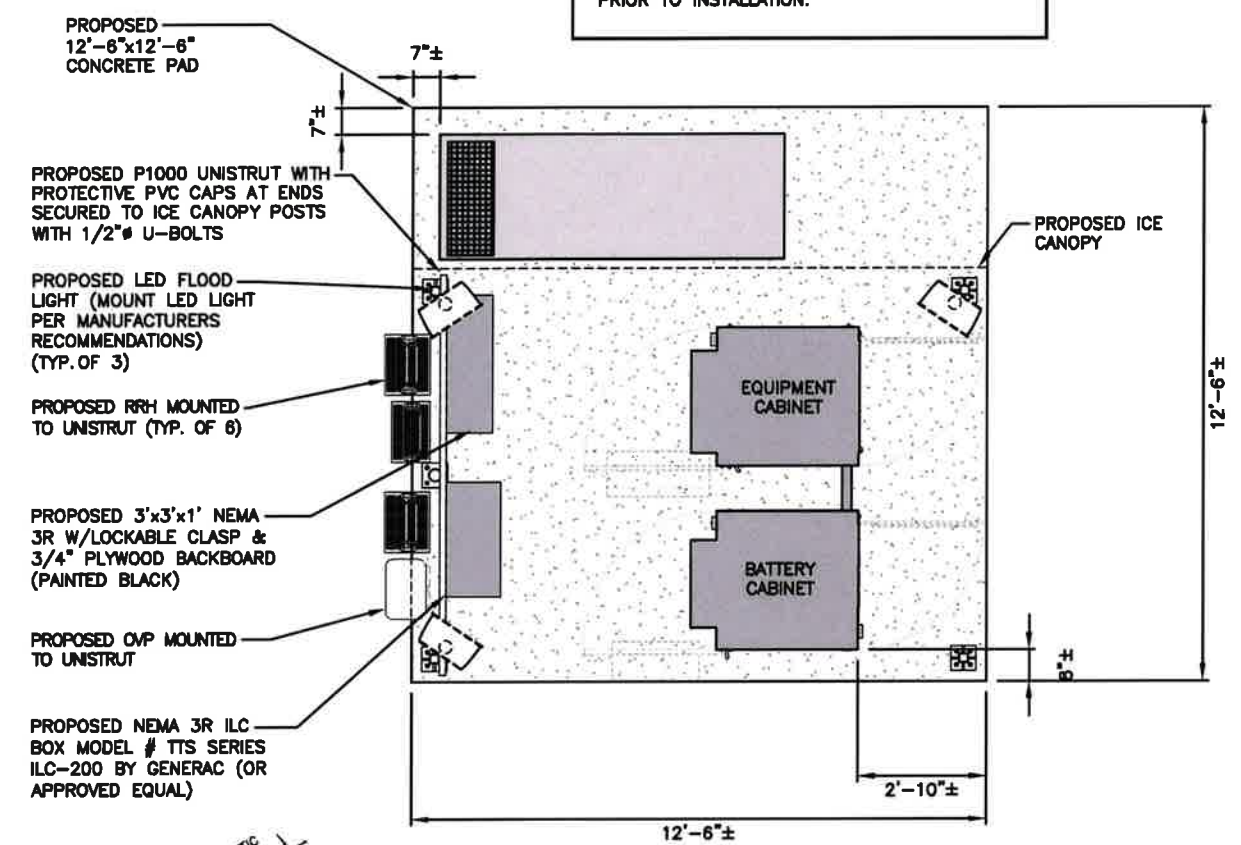 PRIOR TO INSTALLATION.
PROPOSED
12'-6"x12'-6"
CONCRETE PAD
7"±
7"±
PROPOSED P1000 UNISTRUT WITH
PROTECTIVE PVC CAPS AT ENDS
SECURED TO ICE CANOPY POSTS
WITH 1/2"ø U-BOLTS
PROPOSED ICE
CANOPY
PROPOSED LED FLOOD
LIGHT (MOUNT LED LIGHT
PER MANUFACTURERS
RECOMMENDATIONS)
(TYP. OF 3)
12'-6"±
EQUIPMENT
CABINET
PROPOSED RRH MOUNTED
TO UNISTRUT (TYP. OF 6)
PROPOSED 3'x3'x1' NEMA
3R W/LOCKABLE CLASP &
3/4" PLYWOOD BACKBOARD
(PAINTED BLACK)
BATTERY
CABINET
PROPOSED OVP MOUNTED
TO UNISTRUT
8"±
PROPOSED NEMA 3R ILC
BOX MODEL # TTS SERIES
ILC-200 BY GENERAC (OR
APPROVED EQUAL)
2'-10"±
12'-6"±